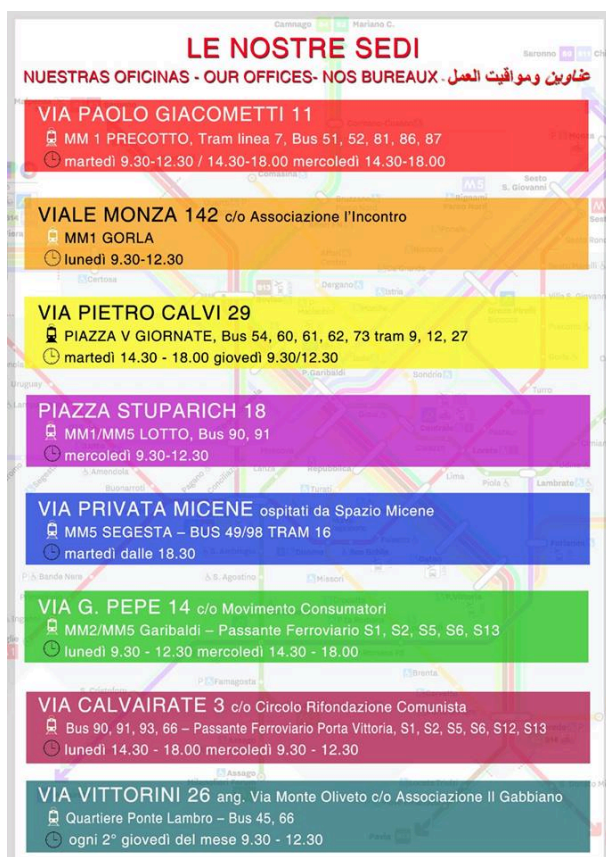 LE NOSTRE SEDI
NUESTRAS OFICINAS - OUR OFFICES- NOS BUREAUX - عناوين ومواقيت العمل
VIA PAOLO GIACOMETTI 11
MM 1 PRECOTTO, Tram linea 7, Bus 51, 52, 81, 86, 87
martedì 9.30-12.30 / 14.30-18.00 mercoledì 14.30-18.00
VIALE MONZA 142 c/o Associazione l'Incontro
MM1 GORLA
lunedì 9.30-12.30
VIA PIETRO CALVI 29
PIAZZA V GIORNATE, Bus 54, 60, 61, 62, 73 tram 9, 12, 27
martedì 14.30 - 18.00 giovedì 9.30/12.30
PIAZZA STUPARICH 18
MM1/MM5 LOTTO, Bus 90, 91
mercoledì 9.30-12.30
VIA PRIVATA MICENE ospitati da Spazio Micene
MM5 SEGESTA – BUS 49/98 TRAM 16
martedì dalle 18.30
VIA G. PEPE 14 c/o Movimento Consumatori
MM2/MM5 Garibaldi – Passante Ferroviario S1, S2, S5, S6, S13
lunedì 9.30 - 12.30 mercoledì 14.30 - 18.00
VIA CALVAIRATE 3 c/o Circolo Rifondazione Comunista
Bus 90, 91, 93, 66 – Passante Ferroviario Porta Vittoria, S1, S2, S5, S6, S12, S13
lunedì 14.30 - 18.00 mercoledì 9.30 - 12.30
VIA VITTORINI 26 ang. Via Monte Oliveto c/o Associazione Il Gabbiano
Quartiere Ponte Lambro – Bus 45, 66
ogni 2° giovedì del mese 9.30 - 12.30